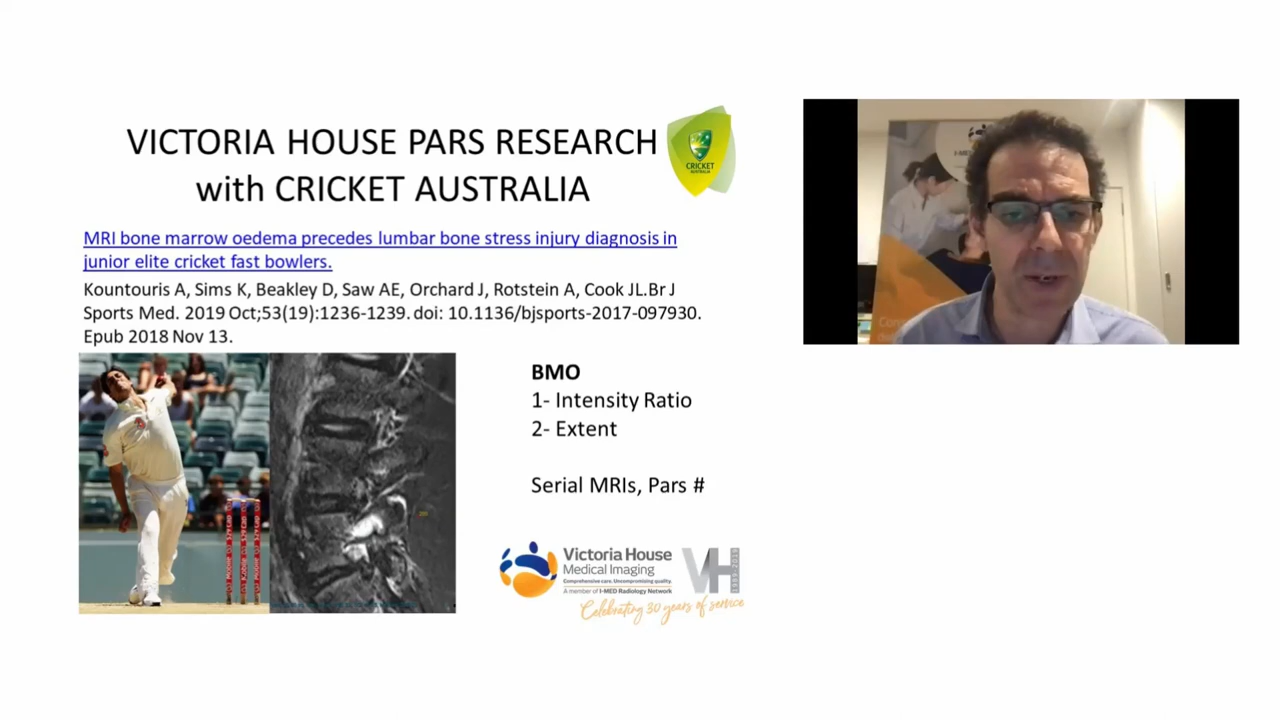 VICTORIA HOUSE PARS RESEARCH
with CRICKET AUSTRALIA
CRICKET
AUSTRALIA
MRI bone marrow oedema precedes lumbar bone stress injury diagnosis in
junior elite cricket fast bowlers.
Kountouris A, Sims K, Beakley D, Saw AE, Orchard J, Rotstein A, Cook JL.Br J
Sports Med. 2019 Oct;53(19):1236-1239. doi: 10.1136/bjsports-2017-097930.
Epub 2018 Nov 13.
BMO
1- Intensity Ratio
2- Extent
Serial MRIs, Pars #
Victoria House
Medical Imaging
Comprehensive care. Uncompromising quality.
A member of I-MED Radiology Network
VH
1989-2019
Celebrating 30 years of service
I-MED